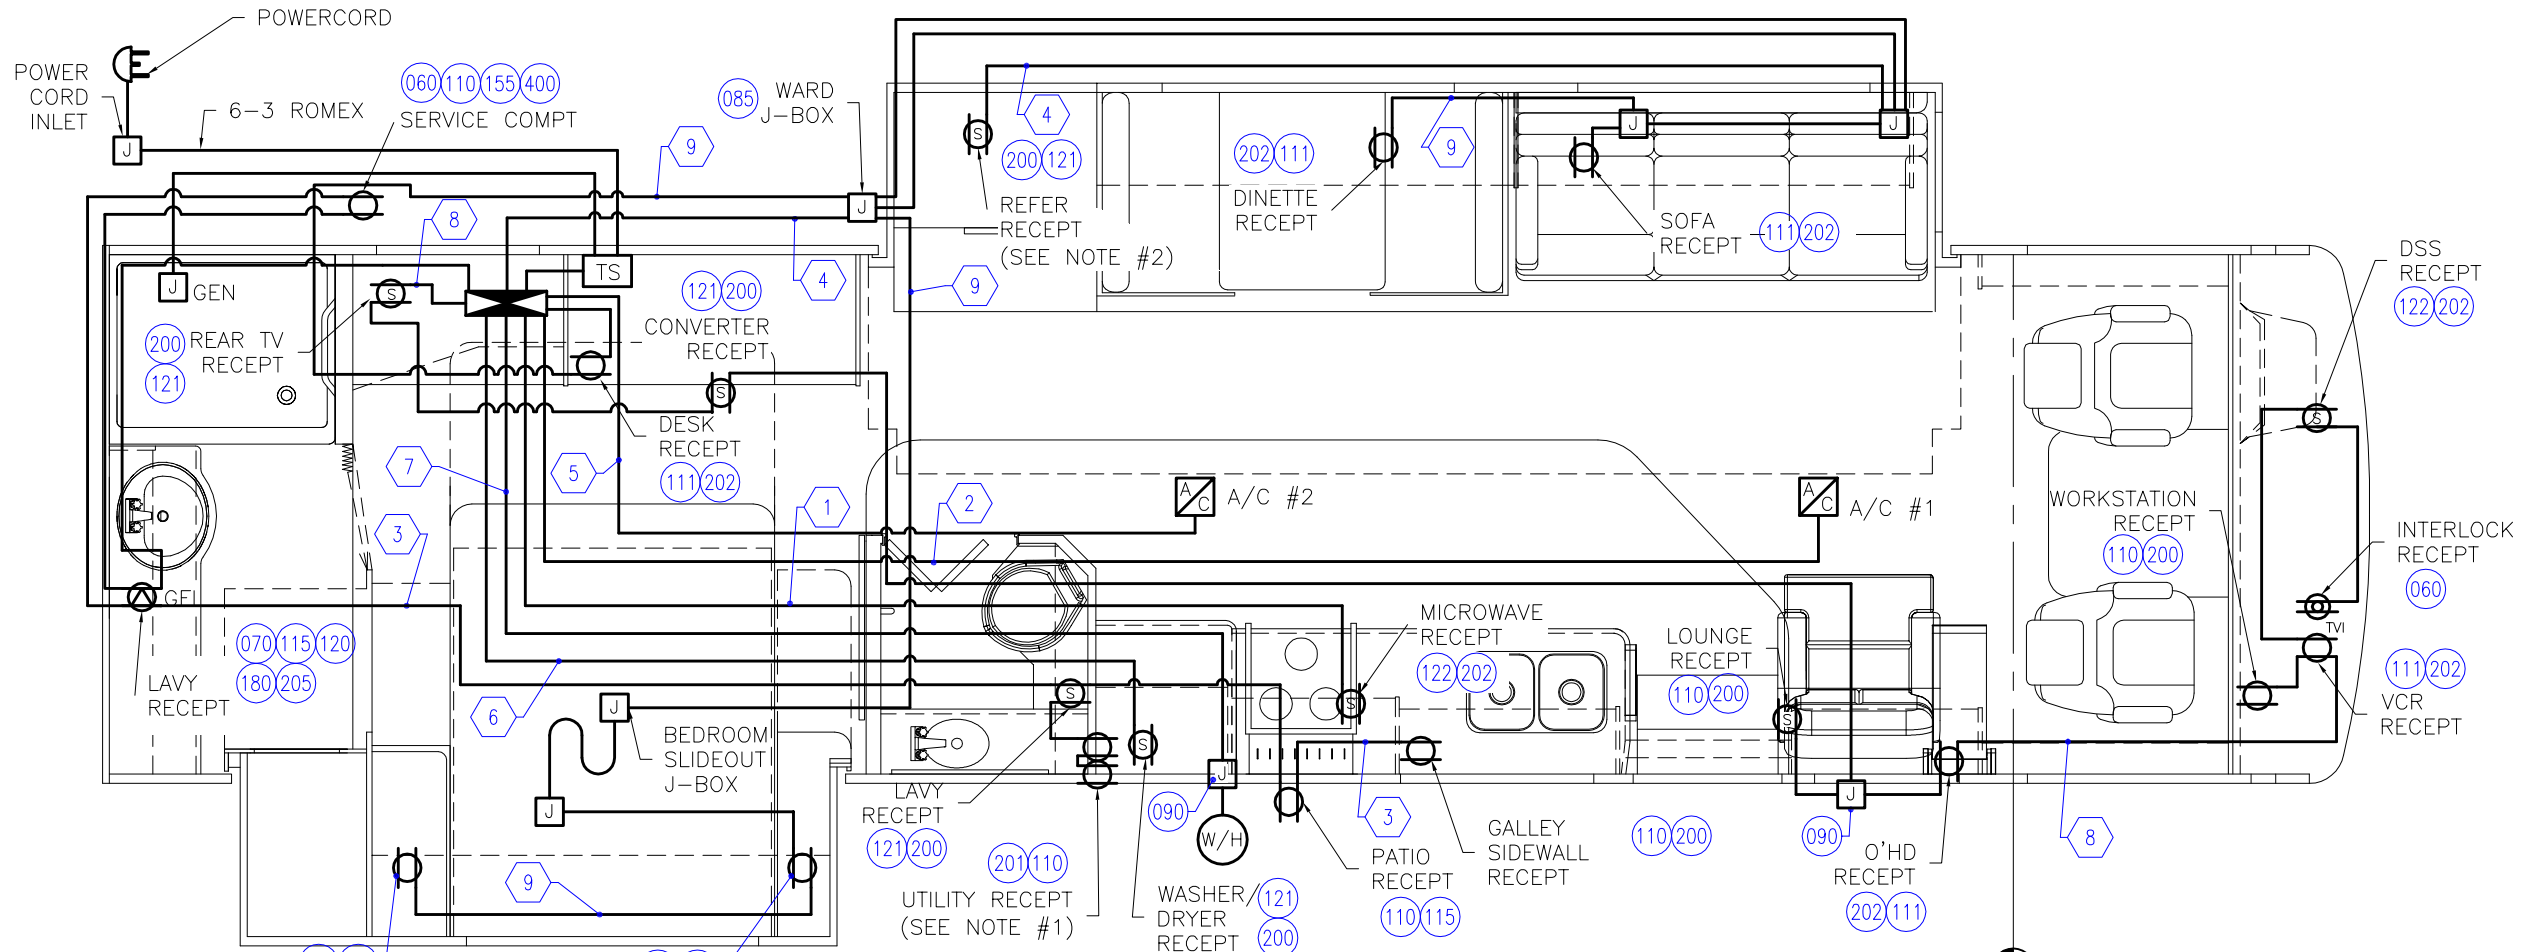 POWERCORD
POWER
CORD
INLET
J
6-3 ROMEX
060 110 155 400
SERVICE COMPT
9
085 WARD
J-BOX
J
8
4
9
TS
J GEN
S
200 REAR TV
RECEPT
121
121 200
CONVERTER
RECEPT
S
DESK
RECEPT
111 202
7
5
3
1
2
GFI
LAVY
RECEPT
070 115 120
180 205
6
J
BEDROOM
SLIDEOUT
J-BOX
J
9
S
4
200 121
REFER
RECEPT
(SEE NOTE #2)
202 111
DINETTE
RECEPT
9
J
J
SOFA
RECEPT 111 202
A/C
A/C #2
A/C
A/C #1
DSS
RECEPT
122 202
S
WORKSTATION
RECEPT
110 200
INTERLOCK
RECEPT
060
TVI
111 202
VCR
RECEPT
MICROWAVE
RECEPT
122 202
S
LOUNGE
RECEPT
110 200
S
S
S
LAVY
RECEPT
121 200
201 110
UTILITY RECEPT
(SEE NOTE #1)
J
090
W/H
WASHER/
DRYER
RECEPT
121
200
3
PATIO
RECEPT
110 115
GALLEY
SIDEWALL
RECEPT
110 200
J
090
O'HD
RECEPT
202 111
8